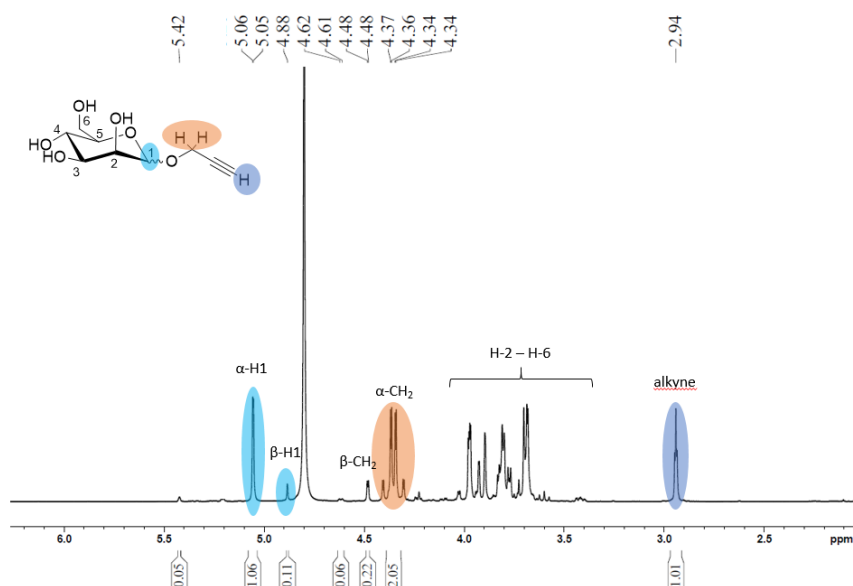 5.42
5.06
5.05
4.88
4.62
4.61
4.48
4.48
4.37
4.36
4.34
4.34
2.94
OH
6
4
5
OH
O
H H
HO
HO
3
2
1
O
H
α-H1
β-H1
β-CH2
α-CH2
H-2 – H-6
alkyne
6.0 5.5 5.0 4.5 4.0 3.5 3.0 2.5 ppm
0.05
1.06
0.11
0.06
0.22
2.05
1.01